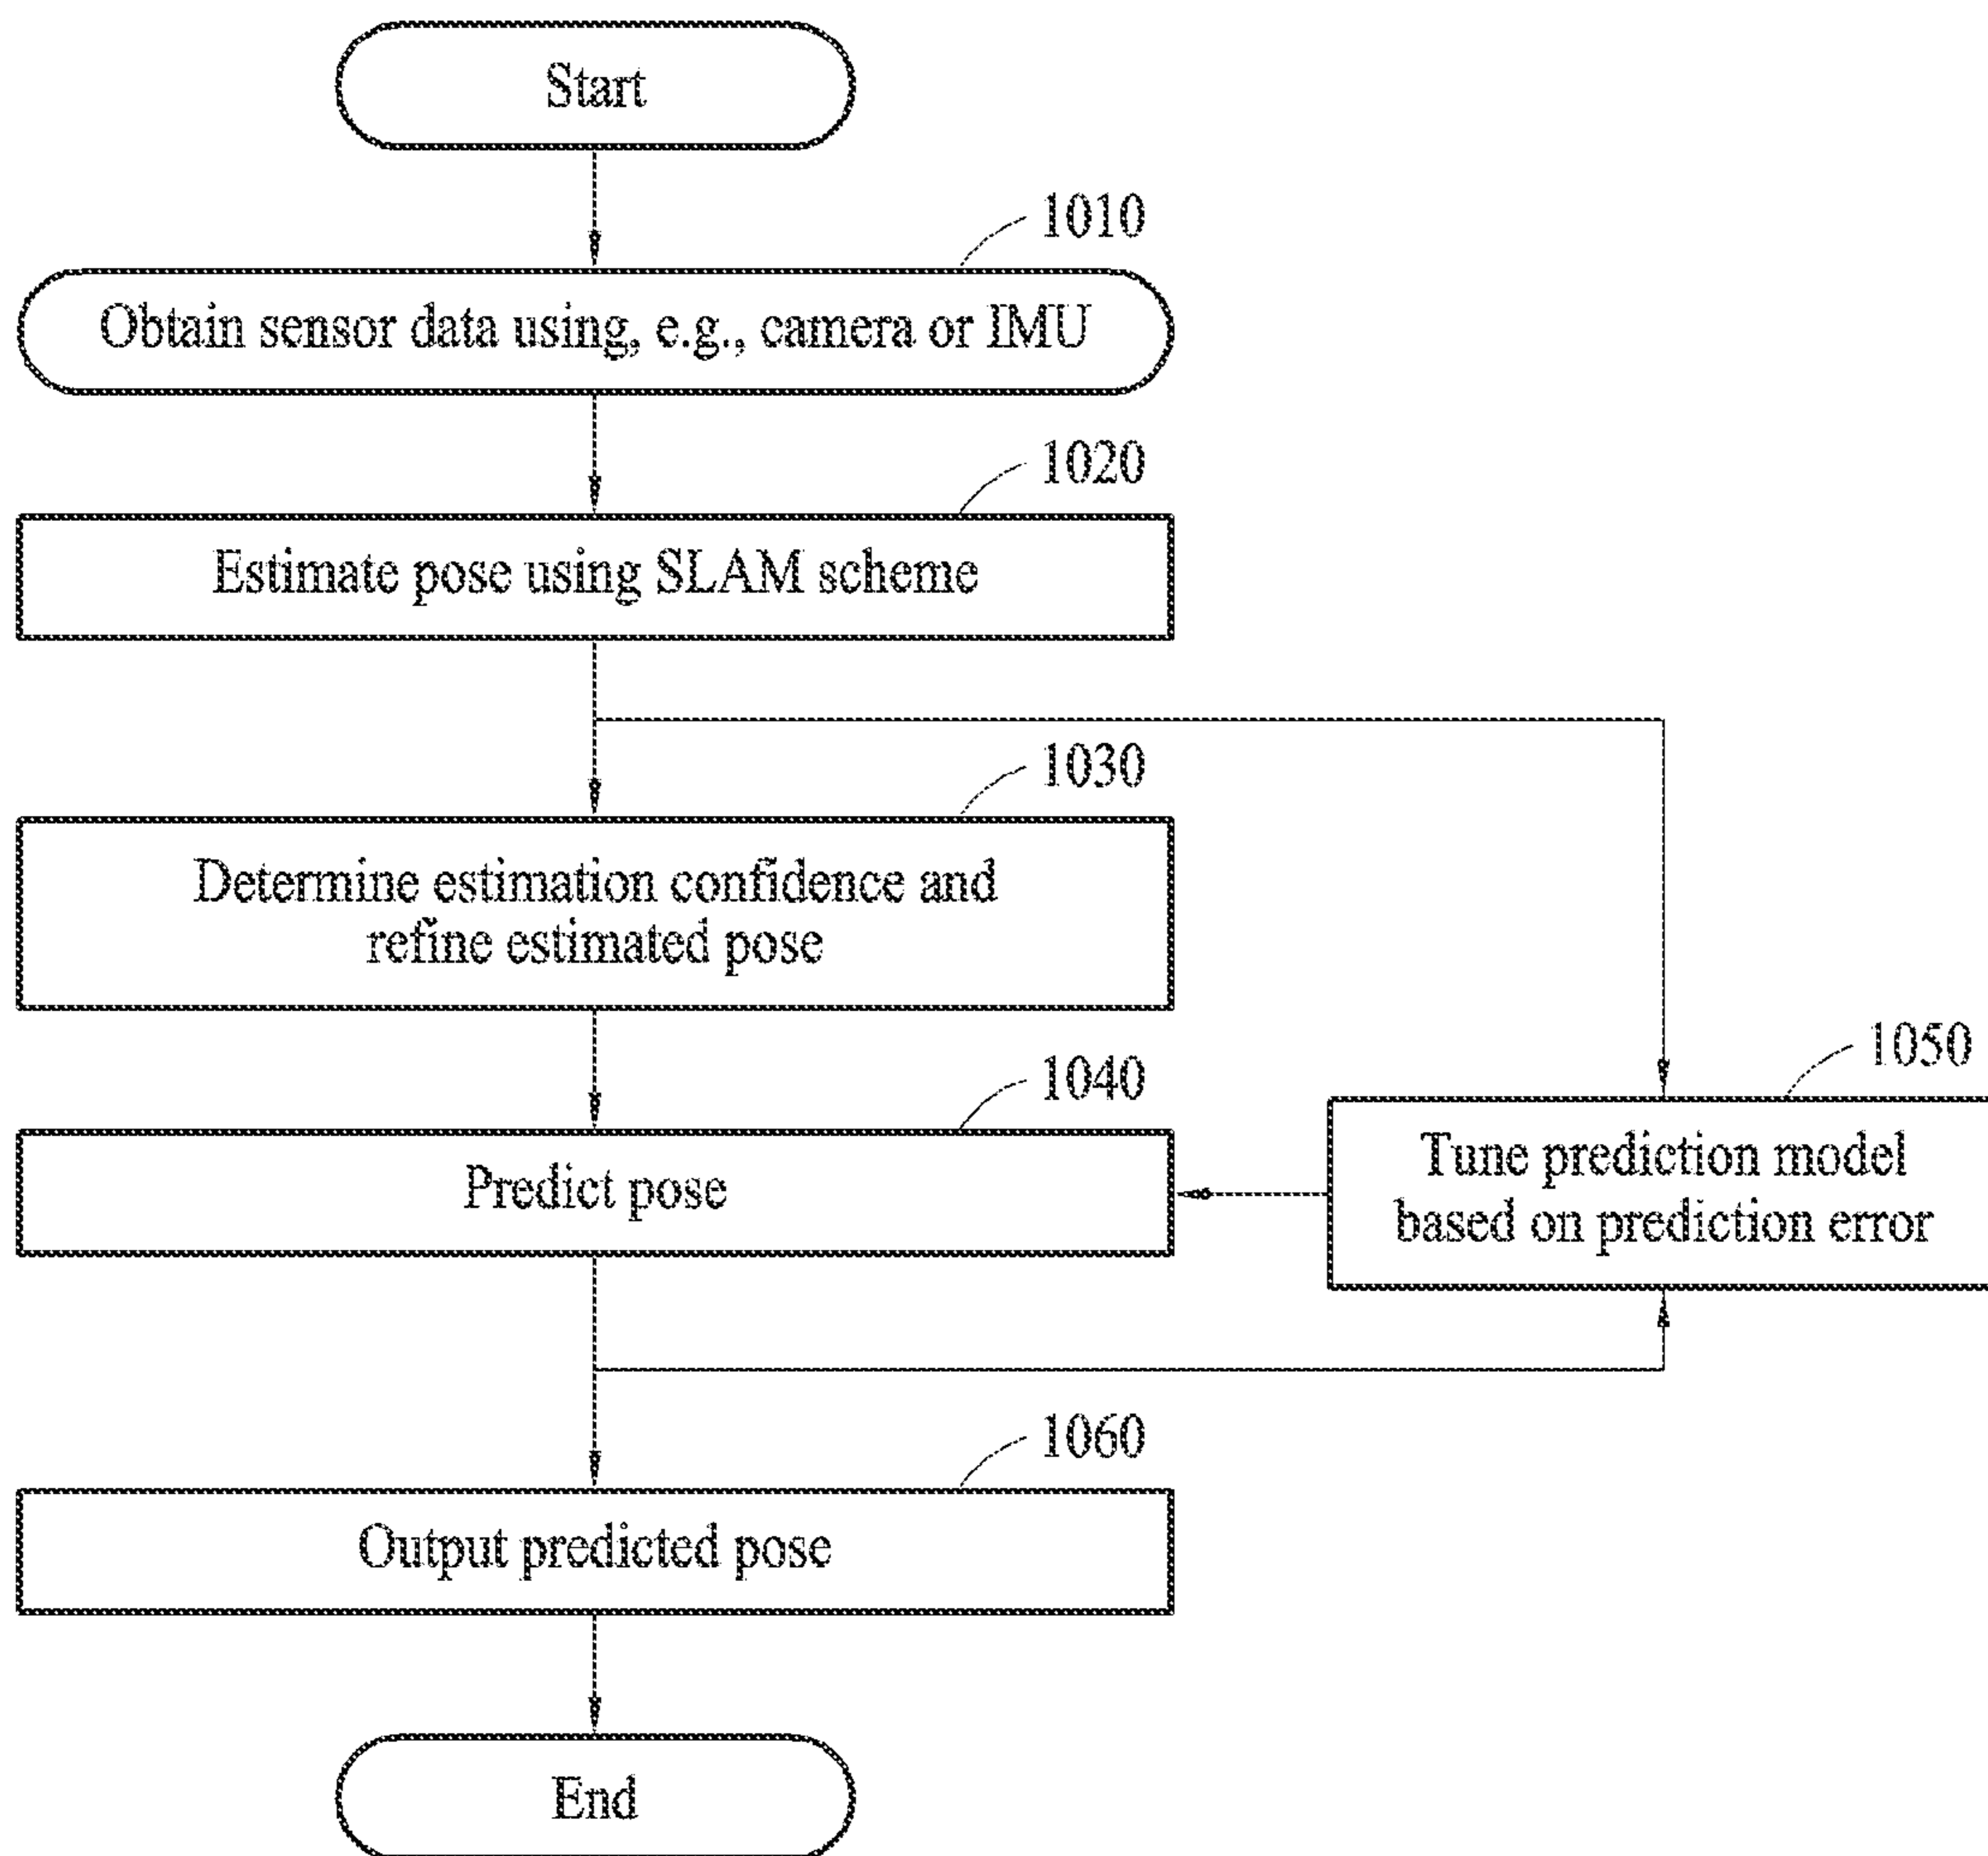 Start
1010
Obtain sensor data using, e.g., camera or IMU
1020
Estimate pose using SLAM scheme
1030
Determine estimation confidence and
refine estimated pose
1040
Predict pose
1050
Tune prediction model
based on prediction error
1060
Output predicted pose
End